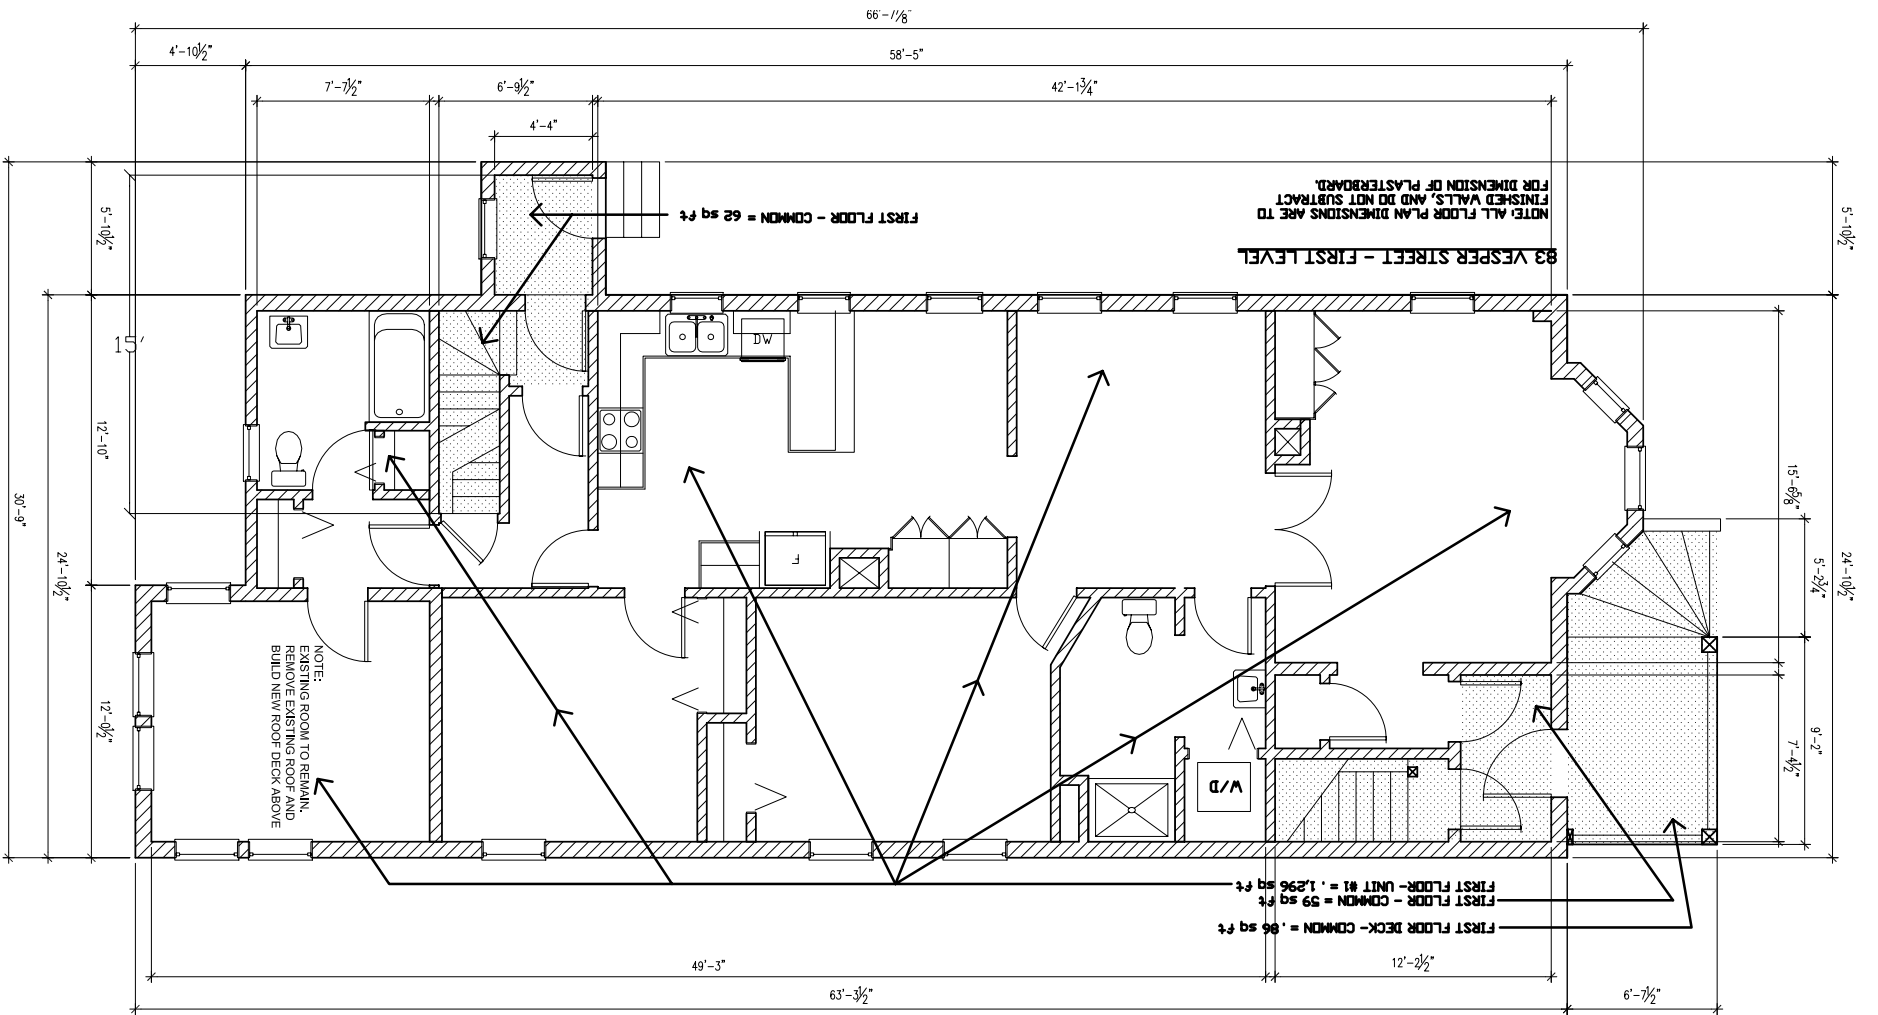 66'-7/8"
4'-10½"
58'-5"
7'-7½"
6'-9½"
42'-1¾"
4'-4"
NOTE: ALL FLOOR PLAN DIMENSIONS ARE TO
FINISHED WALLS, AND DO NOT SUBTRACT
FOR DIMENSION OF PLASTERBOARD.
83 VESPER STREET - FIRST LEVEL
FIRST FLOOR - COMMON = 62 sq ft
5'-10½"
5'-10½"
15'
DW
12'-10"
30'-9"
24'-10½"
15'-6⅝"
5'-2¾"
24'-10½"
F
NOTE:
EXISTING ROOM TO REMAIN.
REMOVE EXISTING ROOF AND
BUILD NEW ROOF DECK ABOVE
12'-0½"
9'-2"
7'-4½"
W/D
FIRST FLOOR- UNIT #1 = . 1,296 sq ft
FIRST FLOOR - COMMON = 59 sq ft
FIRST FLOOR DECK- COMMON = . 86 sq ft
49'-3"
12'-2½"
63'-3½"
6'-7½"